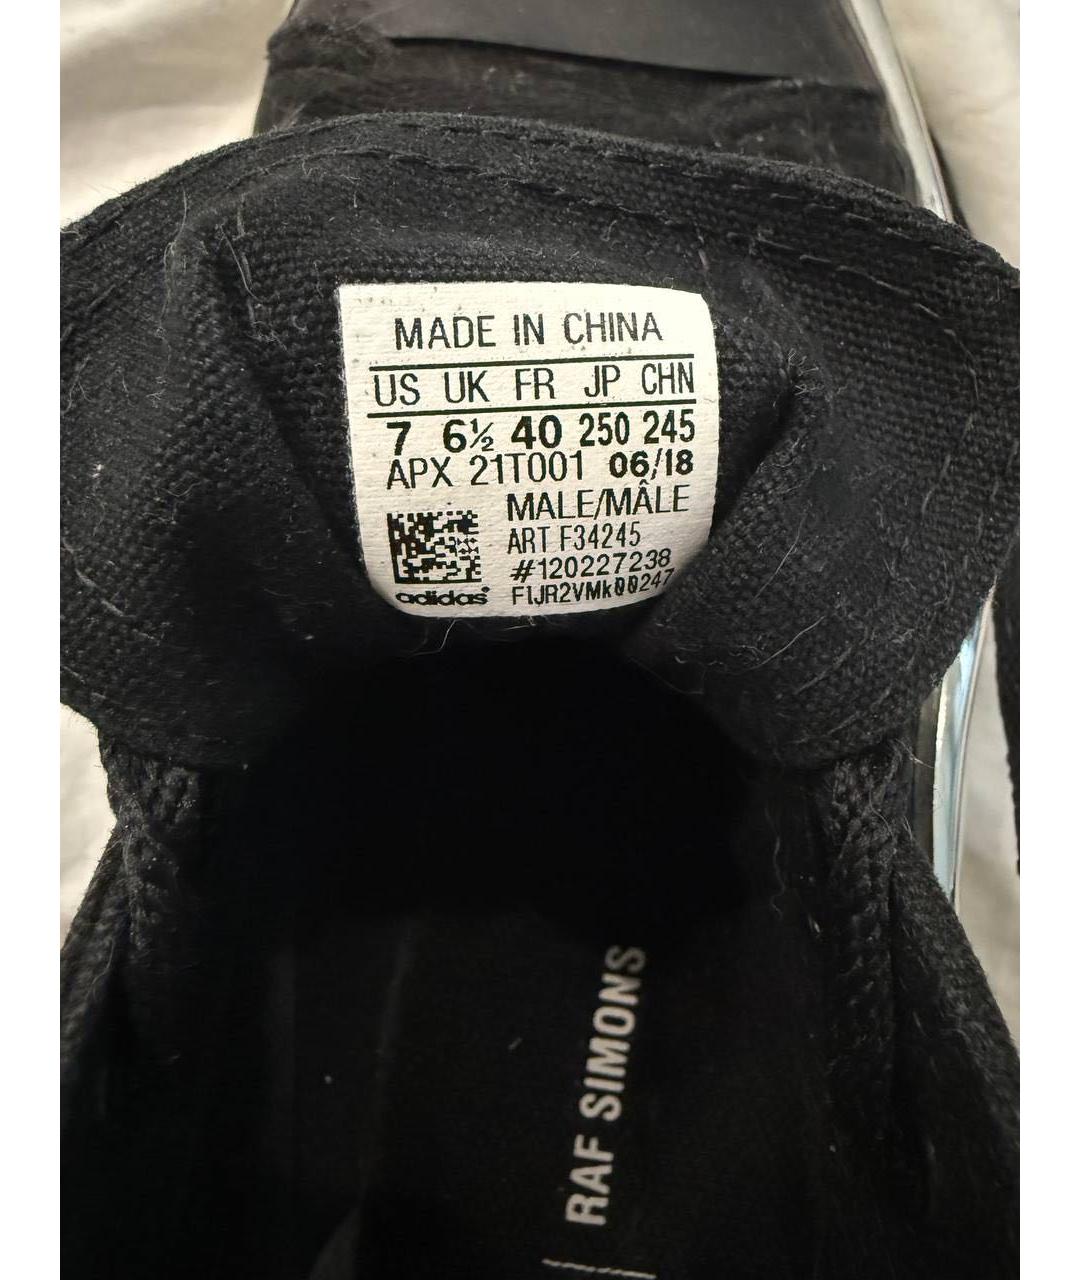 MADE IN CHINA
US UK FR JP CHN
7 6½ 40 250 245
APX 21T001 06/18
MALE/MÂLE
ART F34245
#120227238
adidas FIJR2VMk00247
RAF SIMONS